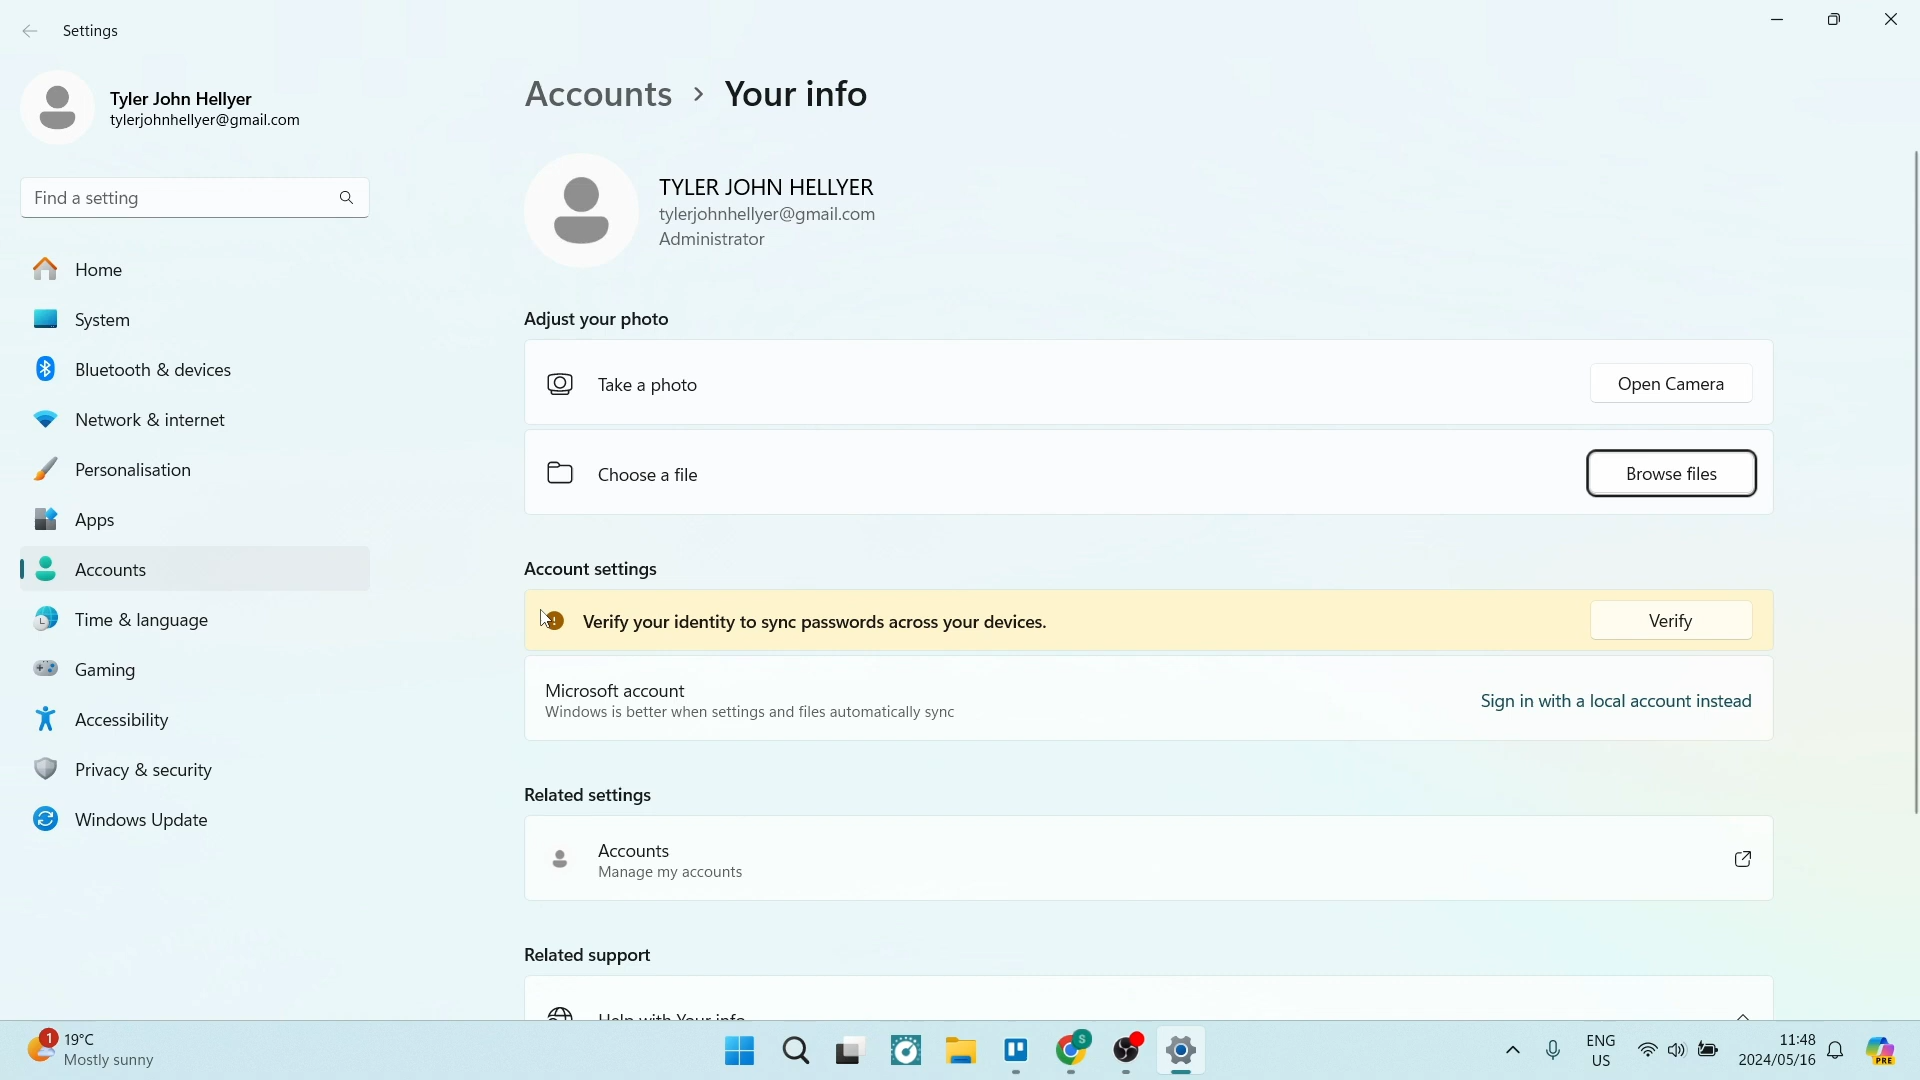 Settings
Tyler John Hellyer
tylerjohnhellyer@gmail.com
Find a setting
Home
System
Bluetooth & devices
Network & internet
Personalisation
Apps
Accounts
Time & language
Gaming
Accessibility
Privacy & security
Windows Update
Accounts > Your info
TYLER JOHN HELLYER
tylerjohnhellyer@gmail.com
Administrator
Adjust your photo
Take a photo
Open Camera
Choose a file
Browse files
Account settings
Verify your identity to sync passwords across your devices.
Verify
Microsoft account
Windows is better when settings and files automatically sync
Sign in with a local account instead
Related settings
Accounts
Manage my accounts
Related support
Help with Your info
1
19°C
Mostly sunny
S
ENG
US
11:48
2024/05/16
PRE